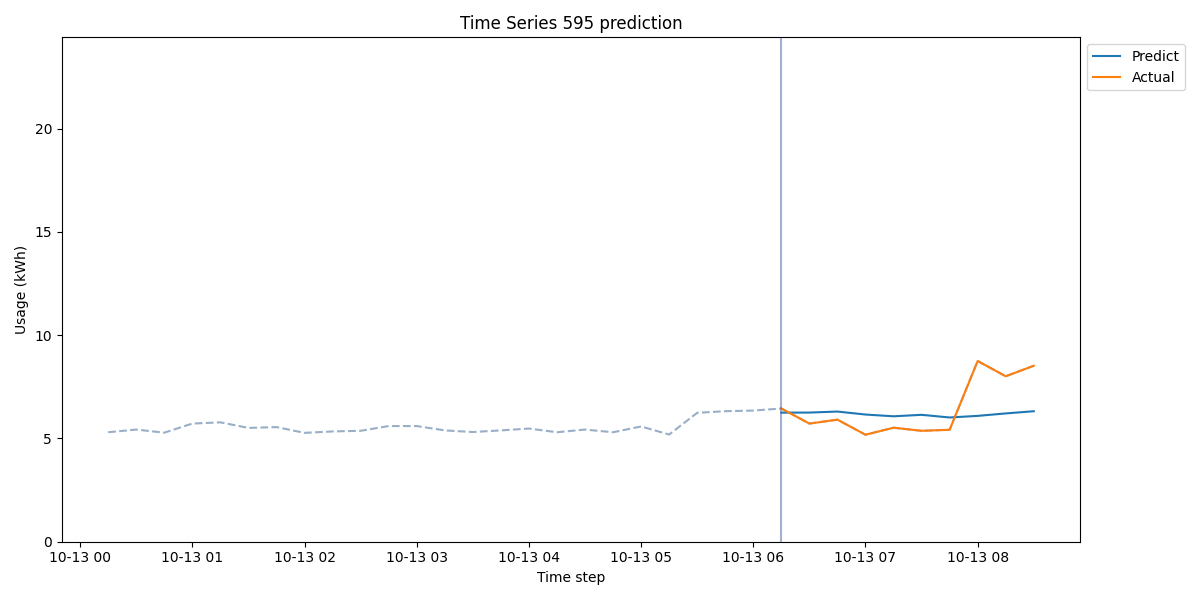 Time Series 595 prediction
Predict
Actual
Usage (kWh)
20
15
10
5
0
10-13 00
10-13 01
10-13 02
10-13 03
10-13 04
10-13 05
10-13 06
10-13 07
10-13 08
Time step